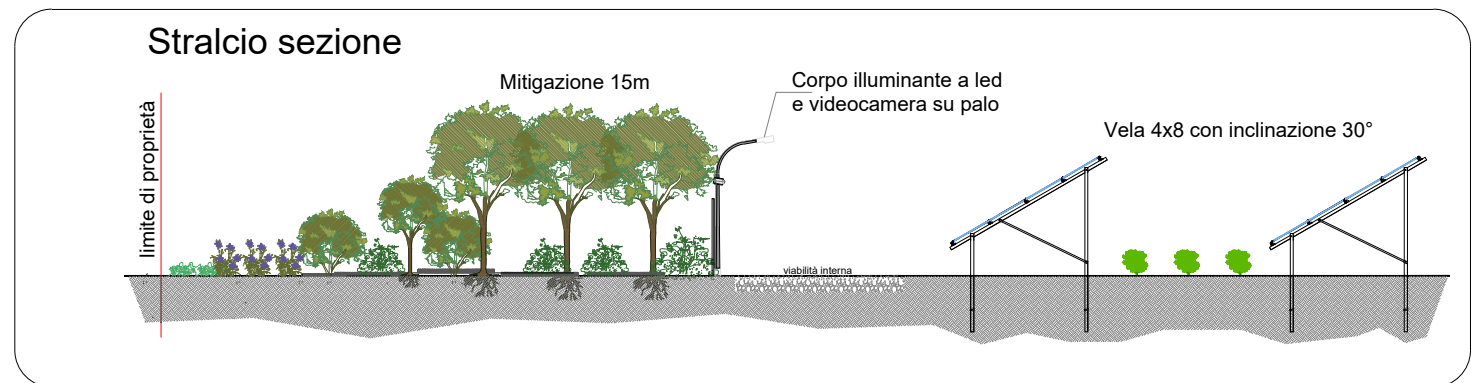 Stralcio sezione
limite di proprietà
Mitigazione 15m
Corpo illuminante a led
e videocamera su palo
Vela 4x8 con inclinazione 30°
viabilità interna